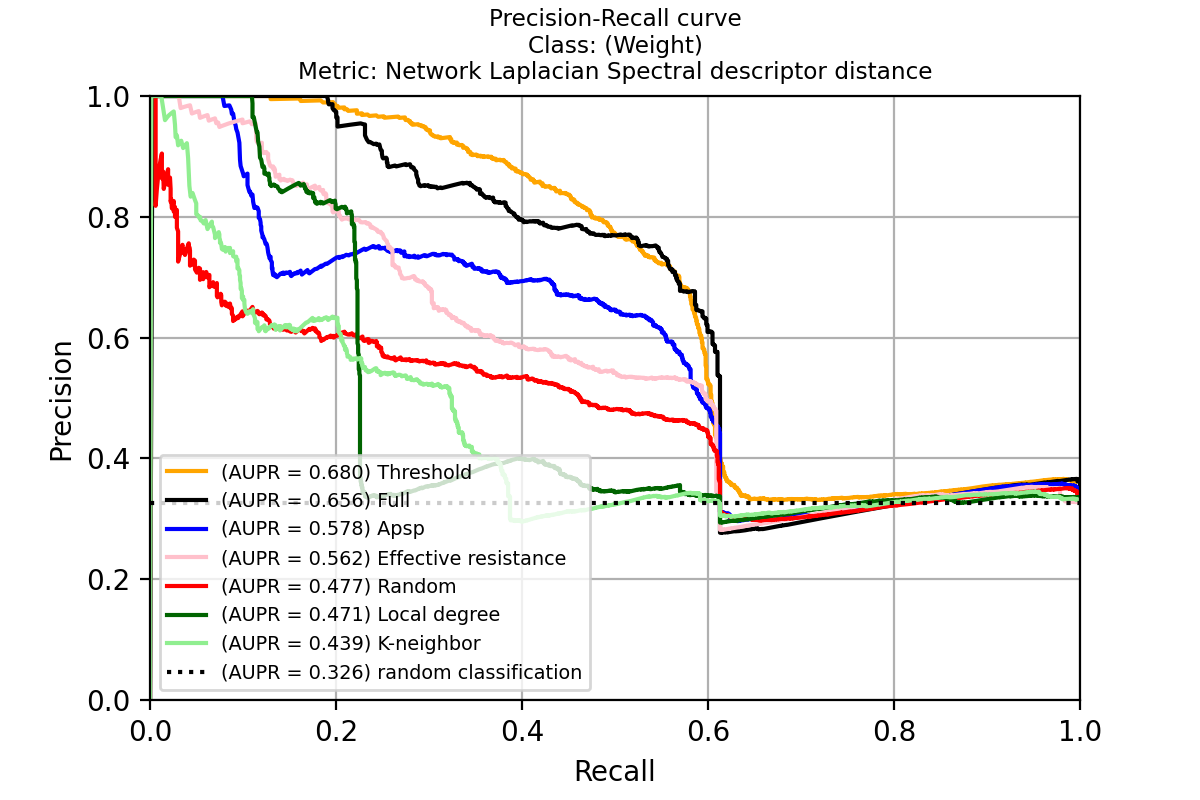 Precision-Recall curve
Class: (Weight)
Metric: Network Laplacian Spectral descriptor distance
1.0
0.8
0.6
0.4
0.2
0.0
Precision
(AUPR = 0.680) Threshold
(AUPR = 0.656) Full
(AUPR = 0.578) Apsp
(AUPR = 0.562) Effective resistance
(AUPR = 0.477) Random
(AUPR = 0.471) Local degree
(AUPR = 0.439) K-neighbor
(AUPR = 0.326) random classification
0.0 0.2 0.4 0.6 0.8 1.0
Recall